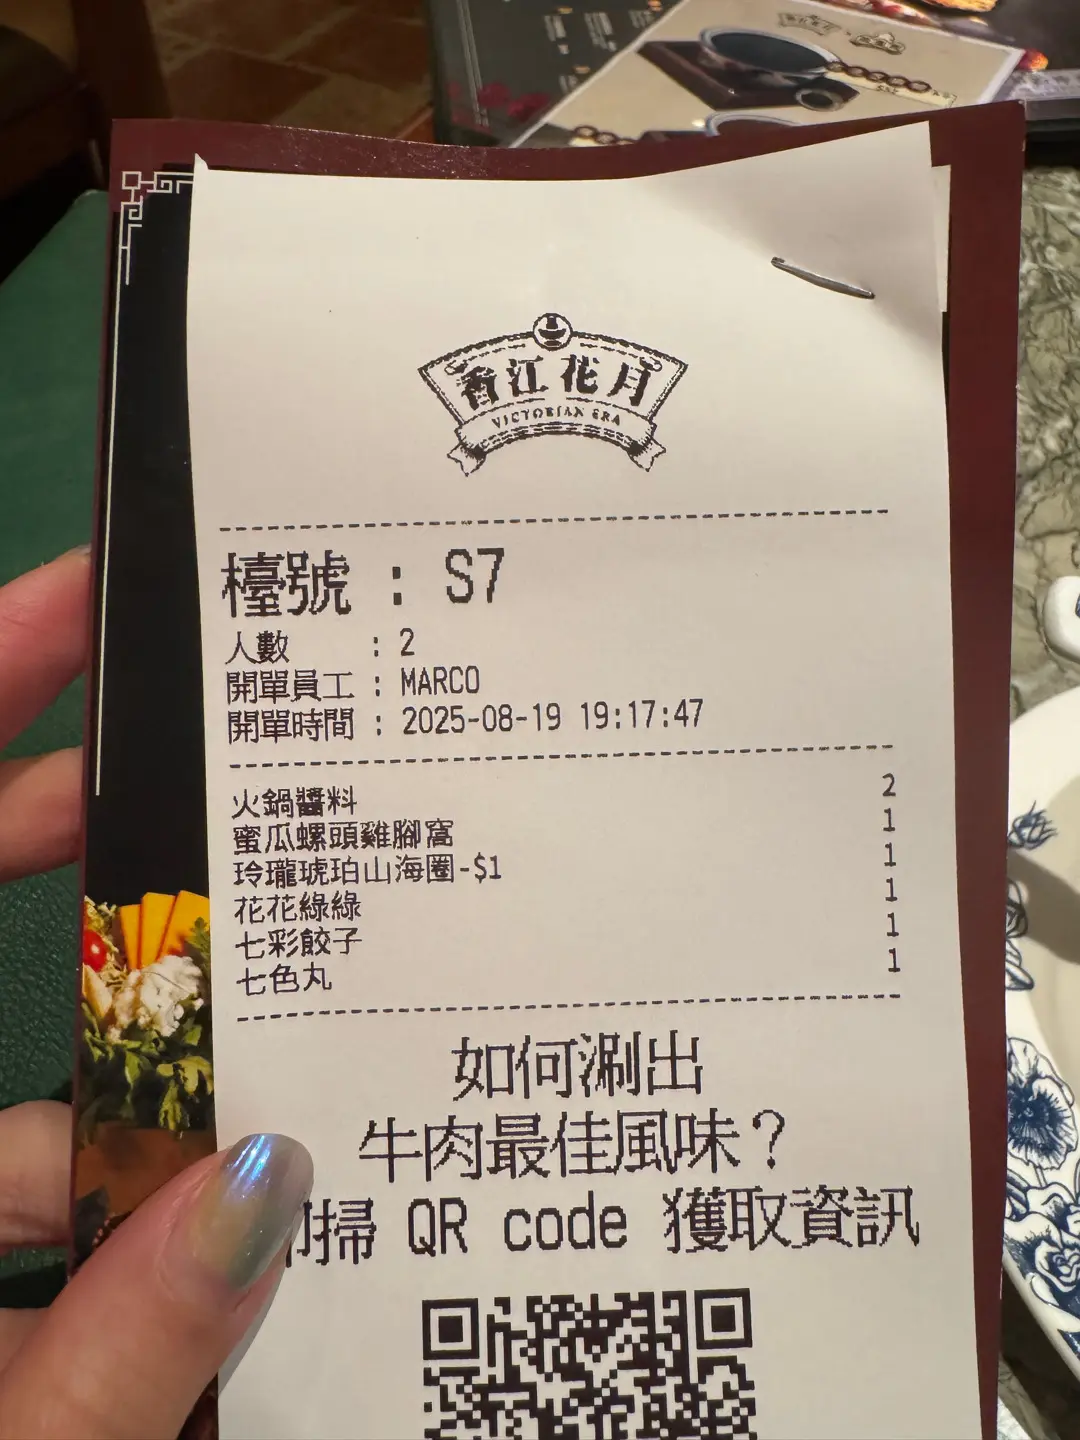 香江花月
VICTORIAN ERA
檯號 : S7
人數 : 2
開單員工 : MARCO
開單時間 : 2025-08-19 19:17:47
火鍋醬料 2
蜜瓜螺頭雞腳窩 1
玲瓏琥珀山海圈-$1 1
花花綠綠 1
七彩餃子 1
七色丸 1
如何涮出
牛肉最佳風味？
掃 QR code 獲取資訊